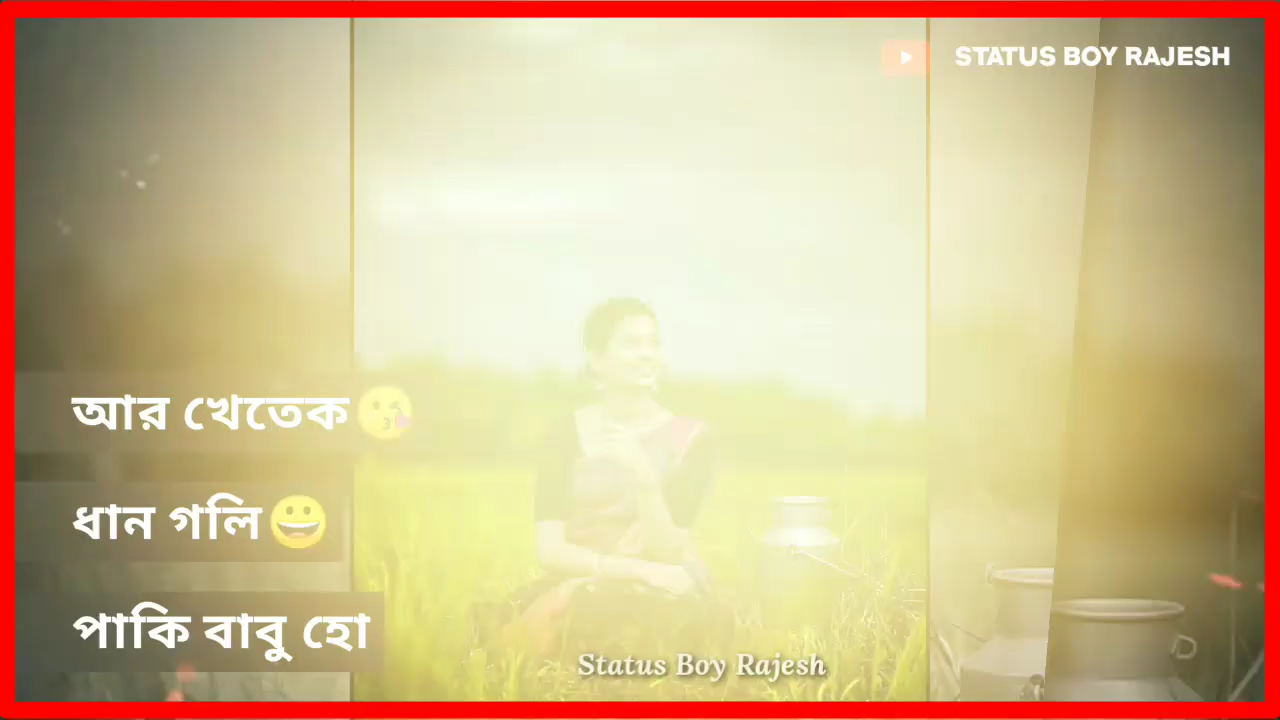 STATUS BOY RAJESH
আর খেতেক😘
ধান গলি😀
পাকি বাবু হো
Status Boy Rajesh